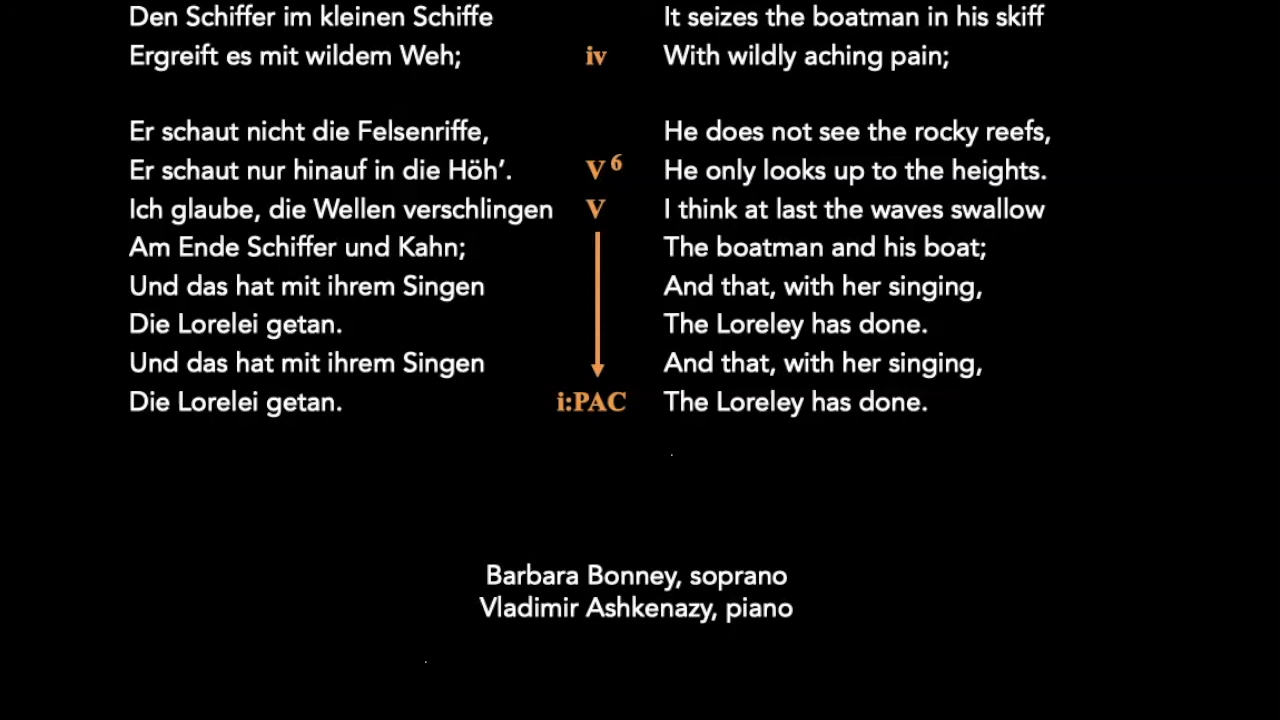 Den Schiffer im kleinen Schiffe It seizes the boatman in his skiff
Ergreift es mit wildem Weh; iv With wildly aching pain;
Er schaut nicht die Felsenriffe, He does not see the rocky reefs,
Er schaut nur hinauf in die Höh’. V⁶ He only looks up to the heights.
Ich glaube, die Wellen verschlingen V I think at last the waves swallow
Am Ende Schiffer und Kahn; The boatman and his boat;
Und das hat mit ihrem Singen And that, with her singing,
Die Lorelei getan. The Loreley has done.
Und das hat mit ihrem Singen And that, with her singing,
Die Lorelei getan. i:PAC The Loreley has done.
Barbara Bonney, soprano
Vladimir Ashkenazy, piano